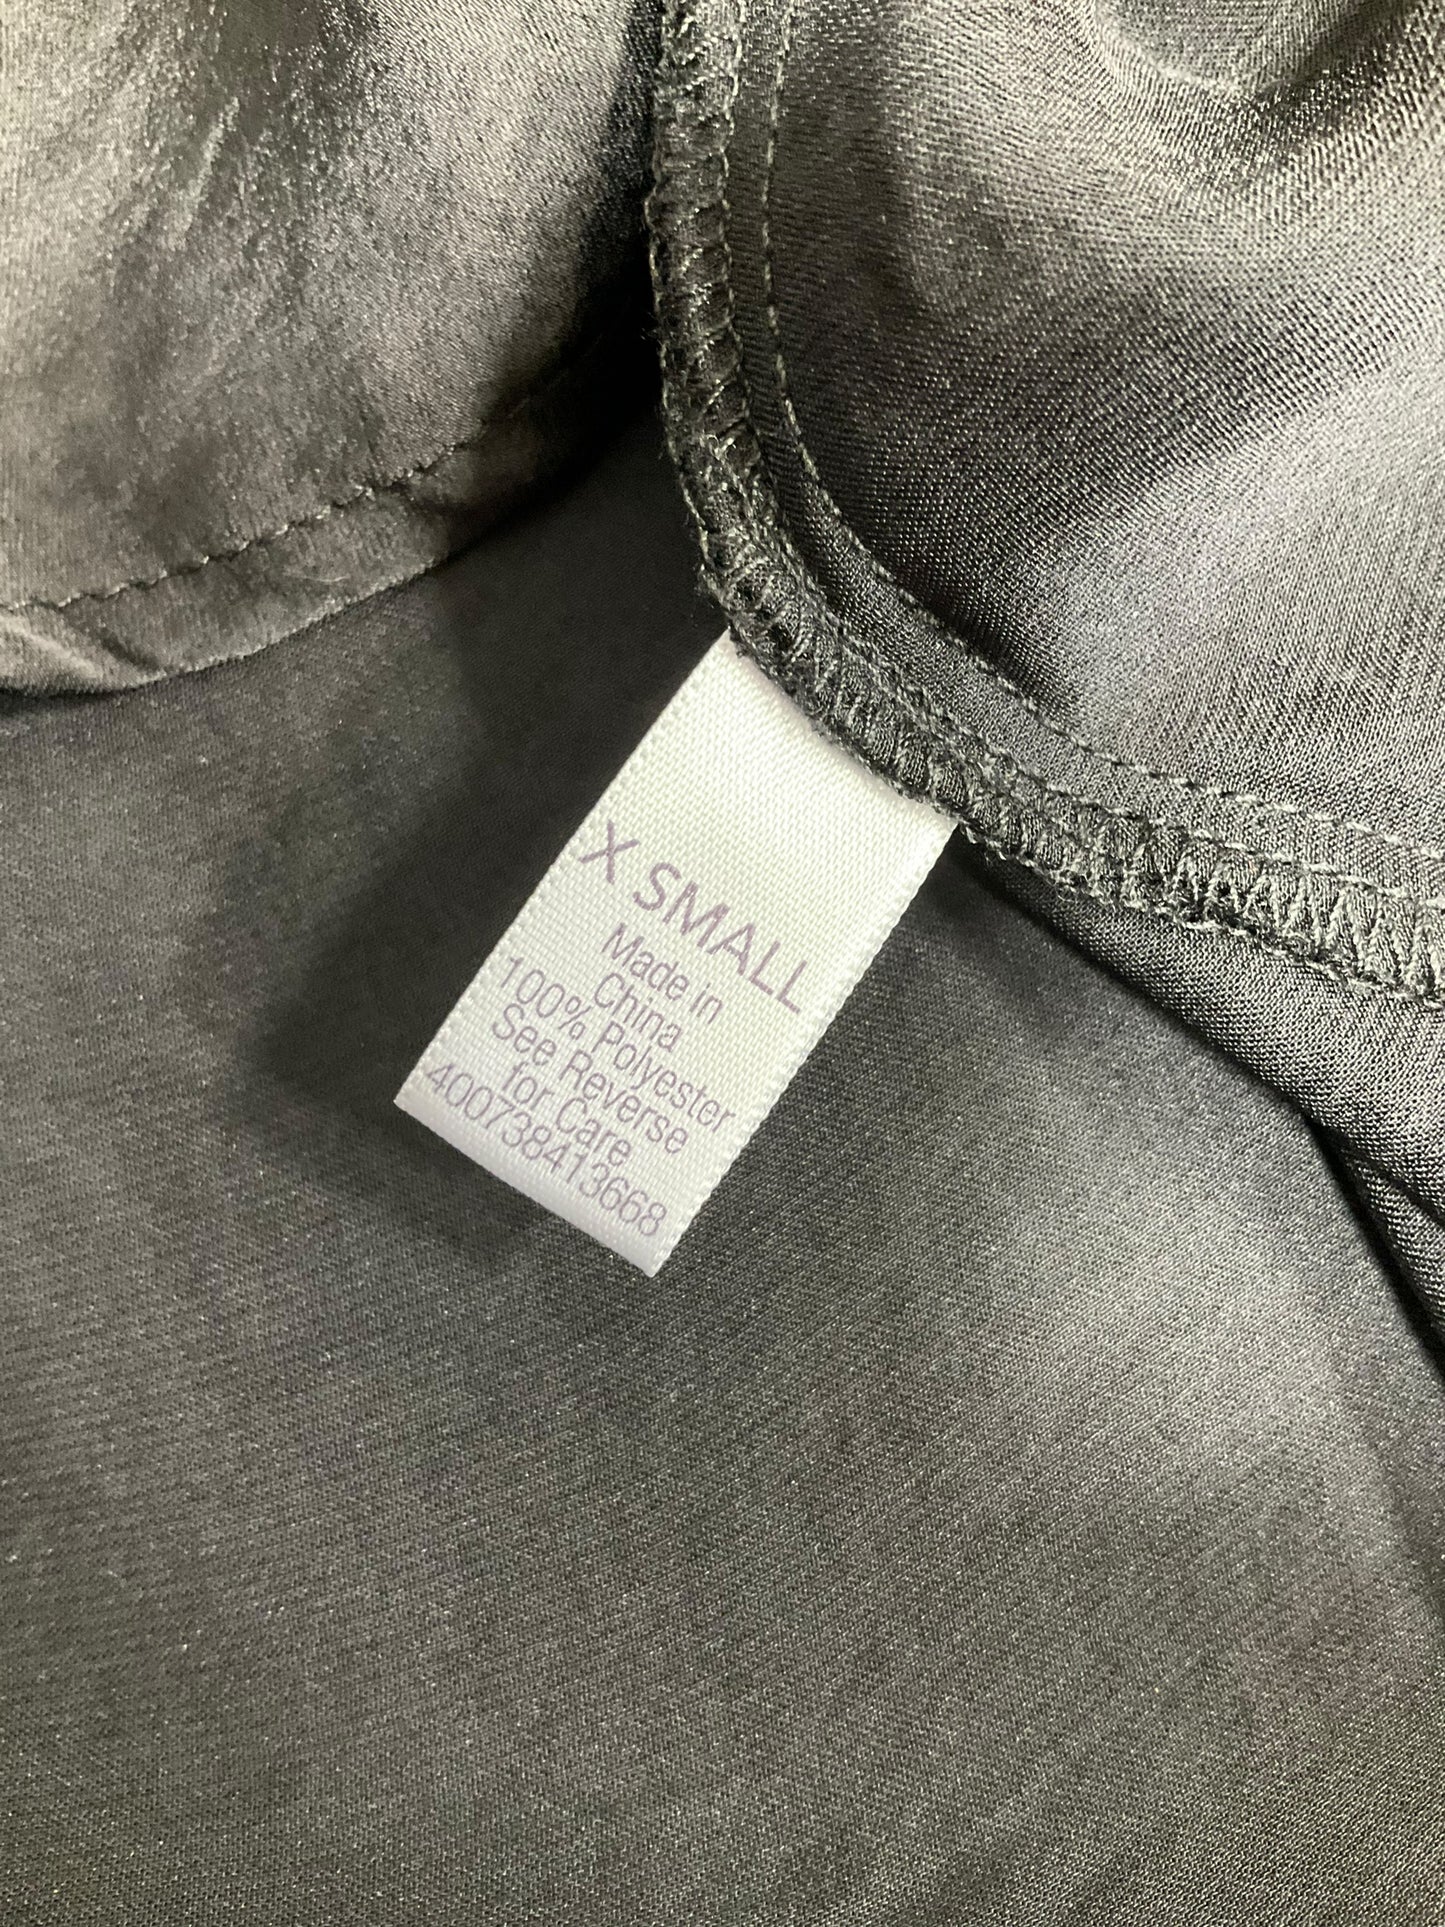 X SMALL
Made in
China
100% Polyester
See Reverse
for Care
400738413668